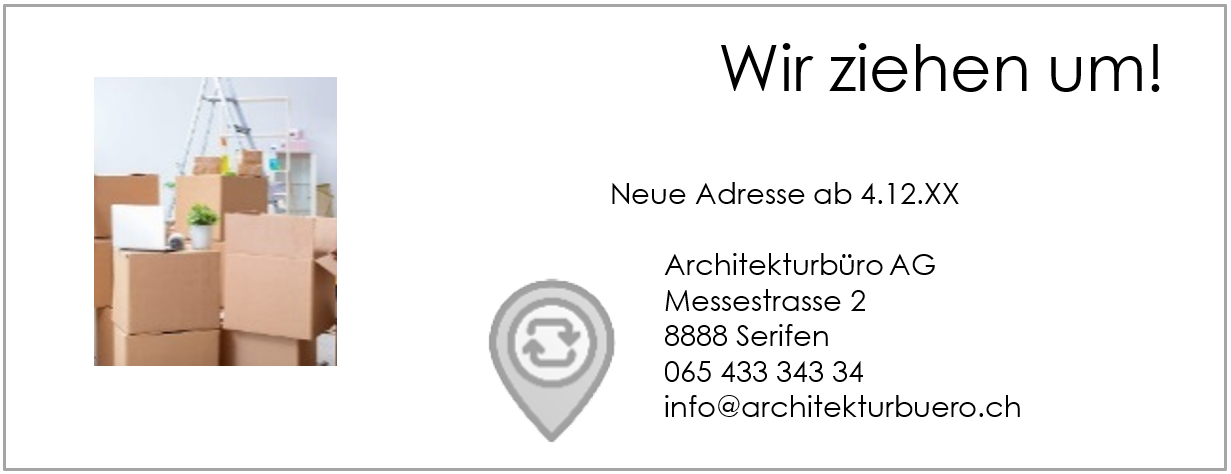 Wir ziehen um!
Neue Adresse ab 4.12.XX
Architekturbüro AG
Messestrasse 2
8888 Serifen
065 433 343 34
info@architekturbuero.ch